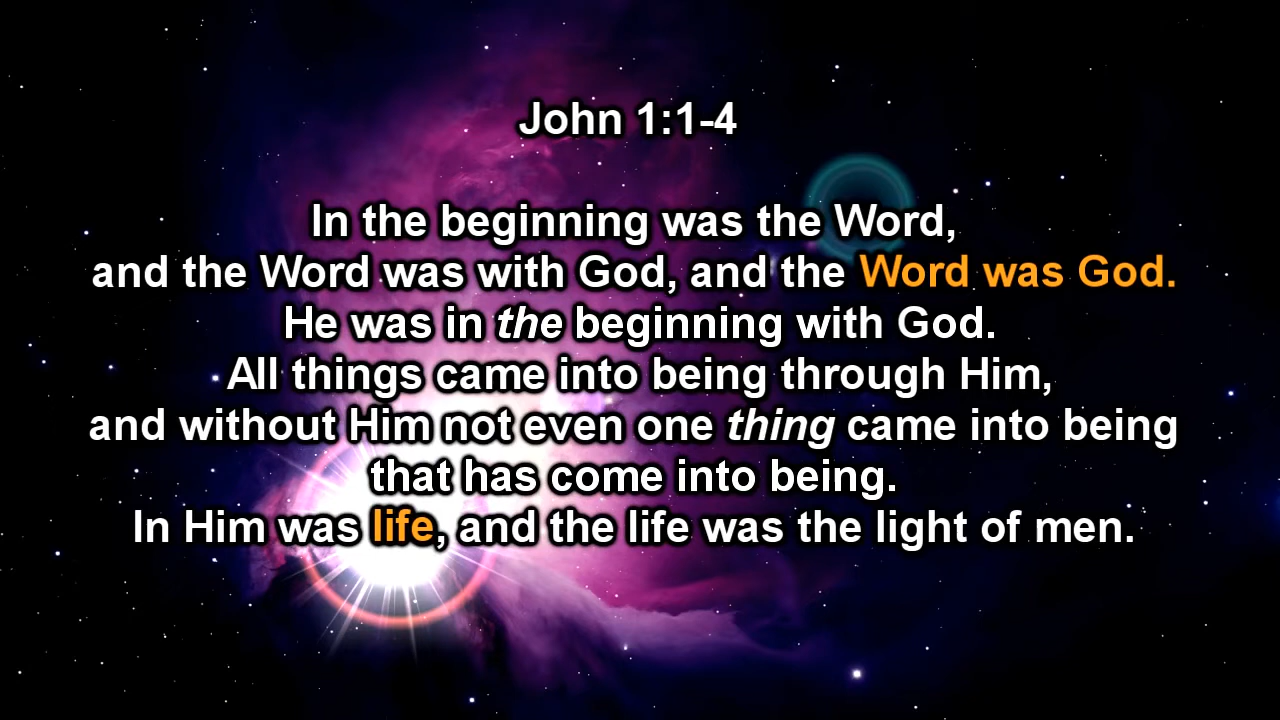 John 1:1-4
In the beginning was the Word,
and the Word was with God, and the Word was God.
He was in the beginning with God.
All things came into being through Him,
and without Him not even one thing came into being
that has come into being.
In Him was life, and the life was the light of men.